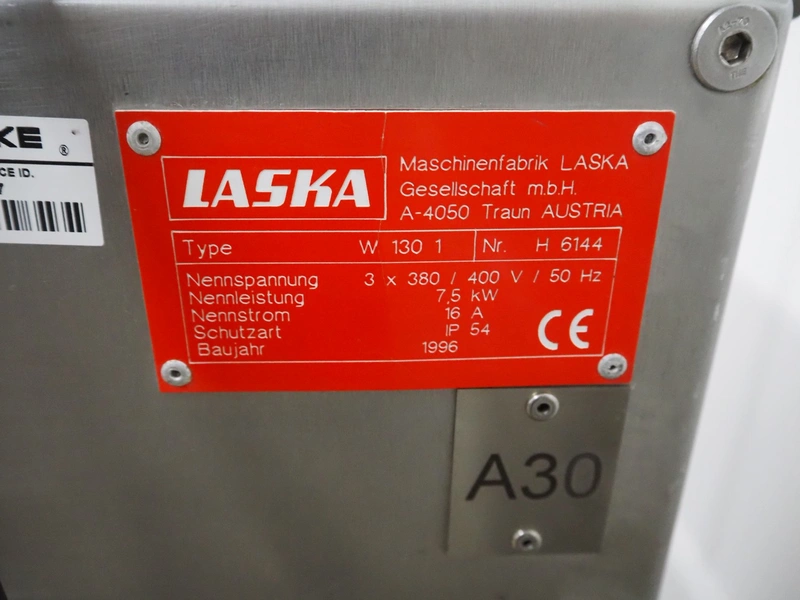 KE
®
CE ID.
LASKA
Maschinenfabrik LASKA
Gesellschaft m.b.H.
A-4050 Traun AUSTRIA
Type W 130 1 Nr. H 6144
Nennspannung 3 x 380 / 400 V / 50 Hz
Nennleistung 7,5 kW
Nennstrom 16 A
Schutzart IP 54
Baujahr 1996
CE
A30